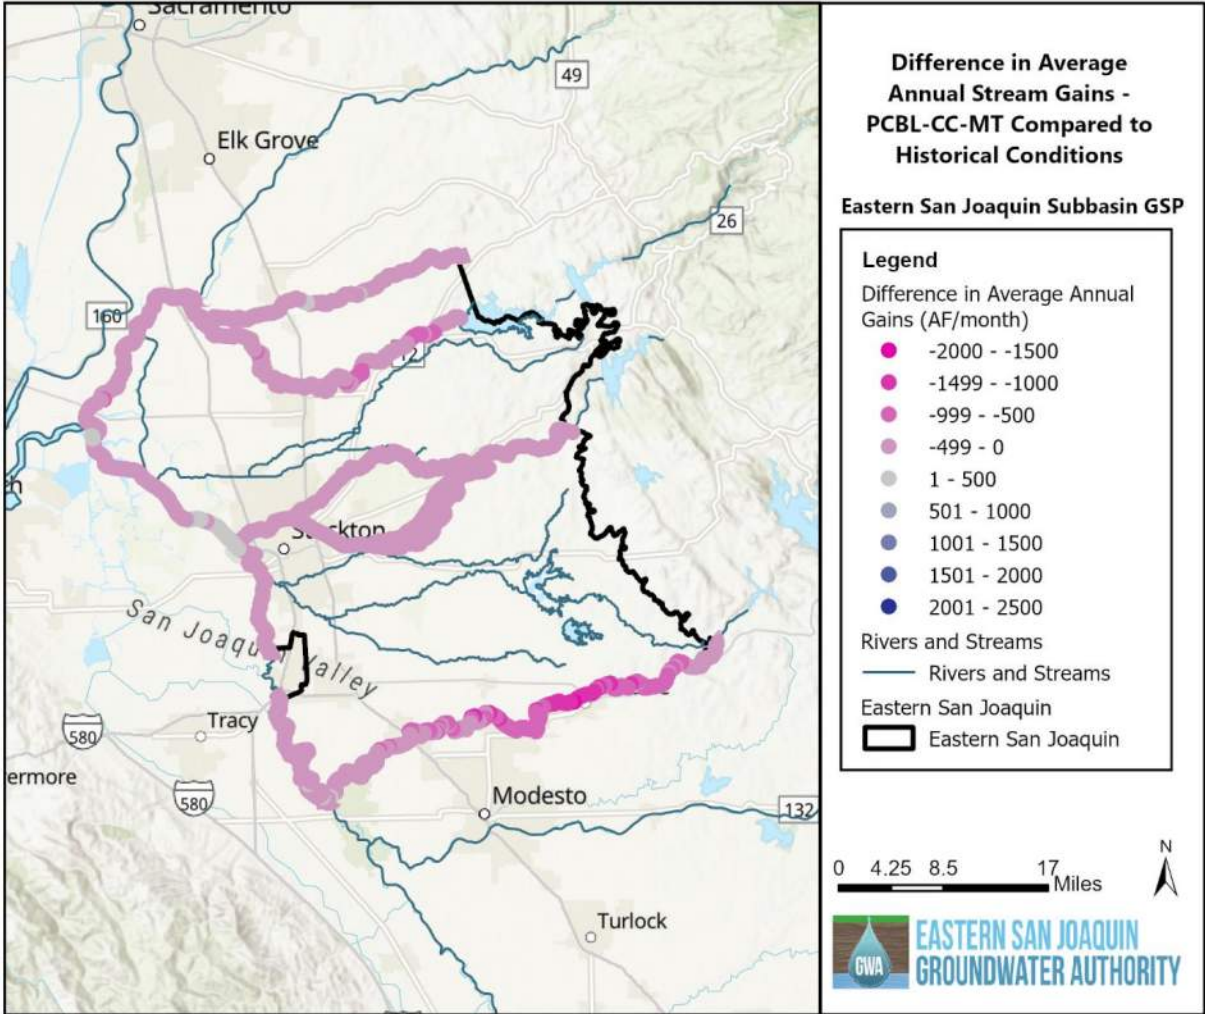 Sacramento
49
Elk Grove
26
160
12
Stockton
San Joaquin Valley
Tracy
580
ermore
580
Modesto
132
Turlock
Difference in Average
Annual Stream Gains -
PCBL-CC-MT Compared to
Historical Conditions
Eastern San Joaquin Subbasin GSP
Legend
Difference in Average Annual
Gains (AF/month)
-2000 - -1500
-1499 - -1000
-999 - -500
-499 - 0
1 - 500
501 - 1000
1001 - 1500
1501 - 2000
2001 - 2500
Rivers and Streams
Rivers and Streams
Eastern San Joaquin
Eastern San Joaquin
N
0 4.25 8.5 17
Miles
GWA
EASTERN SAN JOAQUIN
GROUNDWATER AUTHORITY